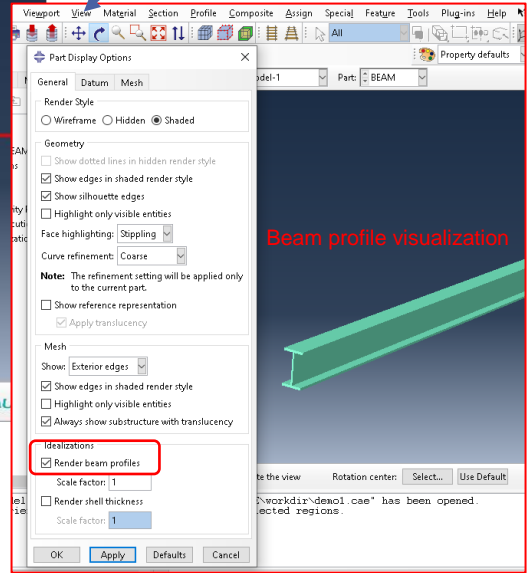 Viewport View Material Section Profile Composite Assign Special Feature Tools Plug-ins Help
All
Property defaults
Part Display Options
Part: BEAM
General Datum Mesh
Render Style
Wireframe Hidden Shaded
Geometry
Show dotted lines in hidden render style
Show edges in shaded render style
Show silhouette edges
Highlight only visible entities
Face highlighting: Stippling
Beam profile visualization
Curve refinement: Coarse
Note: The refinement setting will be applied only
to the current part.
Show reference representation
Apply translucency
Mesh
Show: Exterior edges
Show edges in shaded render style
Highlight only visible entities
Always show substructure with translucency
Idealizations
Render beam profiles
Scale factor: 1
the view Rotation center: Select... Use Default
Render shell thickness
\workdir\demo1.cae" has been opened.
regions.
Scale factor: 1
OK Apply Defaults Cancel